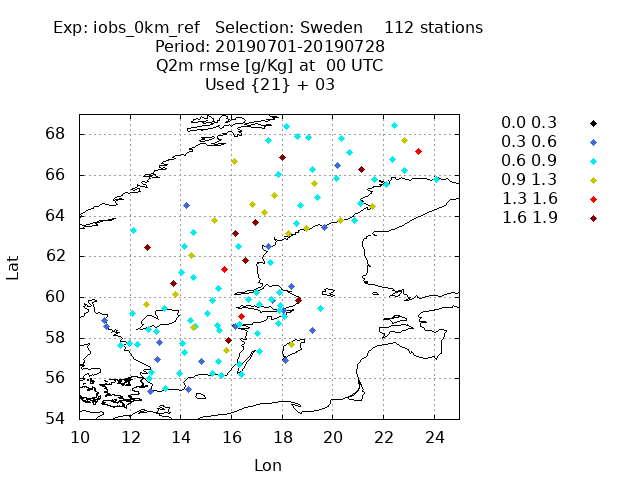 Exp: iobs_0km_ref   Selection: Sweden    112 stations
Period: 20190701-20190728
Q2m rmse [g/Kg] at  00 UTC
Used {21} + 03
0.0 0.3
0.3 0.6
0.6 0.9
0.9 1.3
1.3 1.6
1.6 1.9
68
66
64
62
60
58
56
54
Lat
10 12 14 16 18 20 22 24
Lon